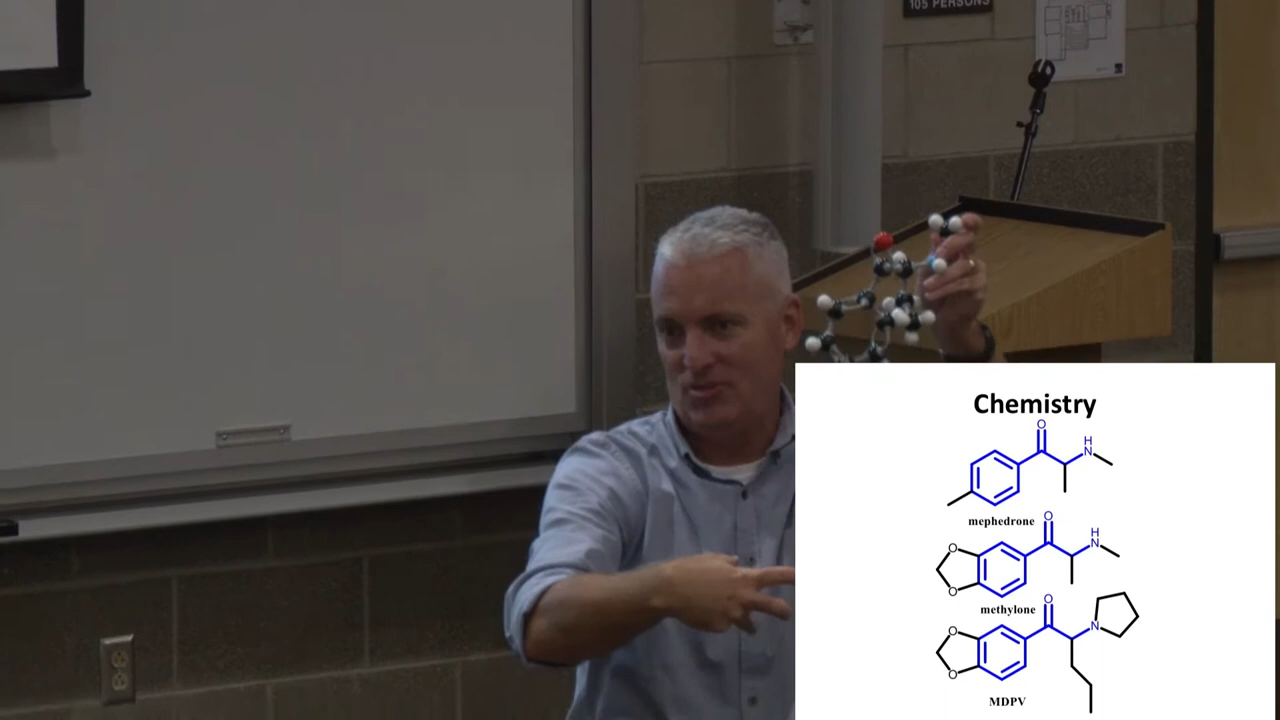 105 PERSONS
Chemistry
O
H
N
mephedrone
O
H
N
O
O
methylone
O
N
O
O
MDPV